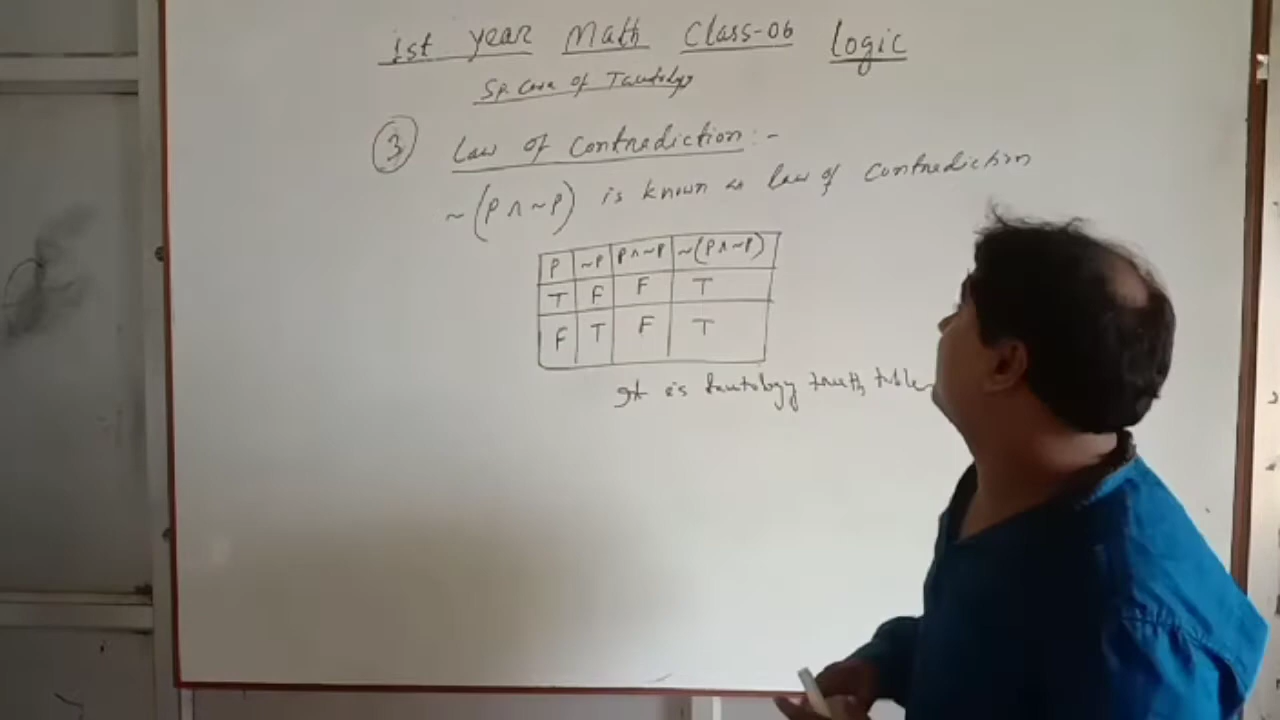 1st year Math Class-06 Logic
Sp. Case of Tautology
3 Law of Contradiction:-
~(P∧~P) is known as law of contradiction
P ~P P∧~P ~(P∧~P)
T F F T
F T F T
It is tautology truth table